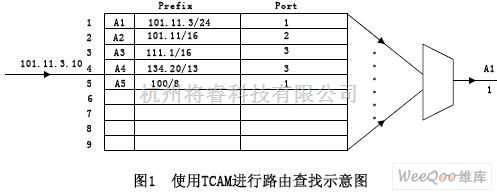 Prefix Port
1 A1 101.11.3/24 1
2 A2 101.11/16 2
3 A3 111.1/16 3
101.11.3.10
4 A4 134.20/13 3
5 A5 100/8 1
6
7
8
9
A1
1
杭州将睿科技有限公司
图1 使用TCAM进行路由查找示意图
WeeQoo维库